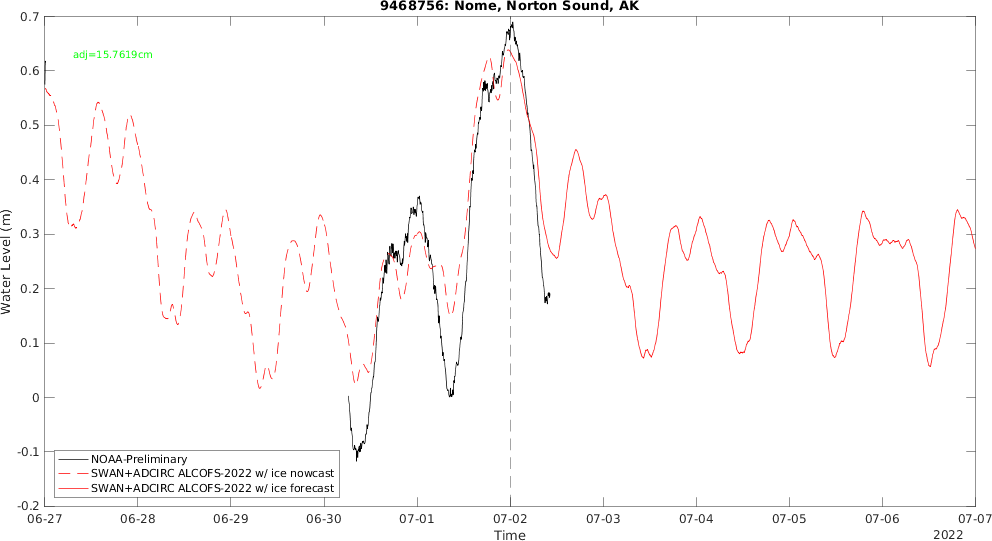 9468756: Nome, Norton Sound, AK
adj=15.7619cm
Water Level (m)
0.7
0.6
0.5
0.4
0.3
0.2
0.1
0
-0.1
-0.2
NOAA-Preliminary
SWAN+ADCIRC ALCOFS-2022 w/ ice nowcast
SWAN+ADCIRC ALCOFS-2022 w/ ice forecast
06-27 06-28 06-29 06-30 07-01 07-02 07-03 07-04 07-05 07-06 07-07
Time
2022